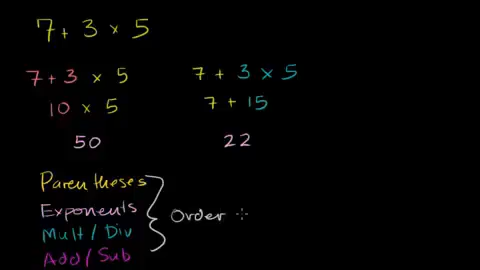 7 + 3 × 5
7 + 3 × 5
10 × 5
50
7 + 3 × 5
7 + 15
22
Parentheses
Exponents
Mult / Div
Add / Sub
Order